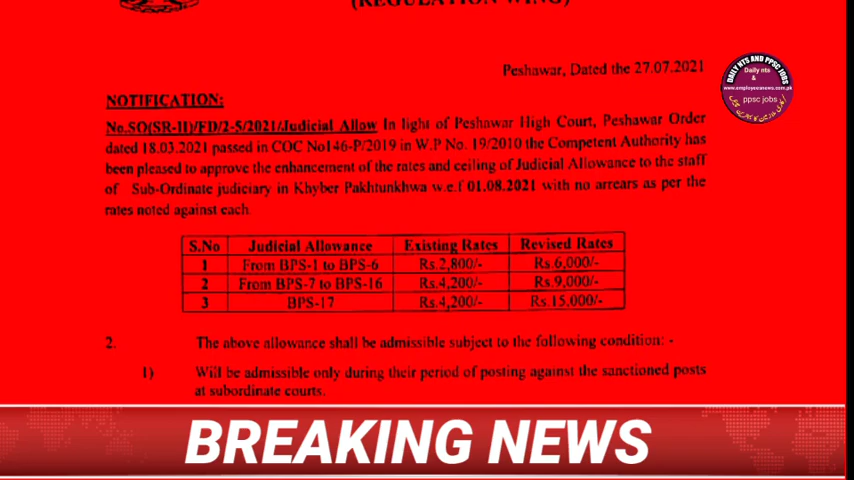 (REGULATION WING)
Peshawar, Dated the 27.07.2021
DAILY NTS AND PPSC JOBS
Daily nts
&
www.employeesnews.com.pk
ppsc jobs
NOTIFICATION:
No.SO(SR-II)/FD/2-5/2021/Judicial Allow In light of Peshawar High Court, Peshawar Order
dated 18.03.2021 passed in COC No146-P/2019 in W.P No. 19/2010 the Competent Authority has
been pleased to approve the enhancement of the rates and ceiling of Judicial Allowance to the staff
of Sub-Ordinate judiciary in Khyber Pakhtunkhwa w.e.f 01.08.2021 with no arrears as per the
rates noted against each.
S.No Judicial Allowance Existing Rates Revised Rates
1 From BPS-1 to BPS-6 Rs.2,800/- Rs.6,000/-
2 From BPS-7 to BPS-16 Rs.4,200/- Rs.9,000/-
3 BPS-17 Rs.4,200/- Rs.15,000/-
2. The above allowance shall be admissible subject to the following condition: -
1) Will be admissible only during their period of posting against the sanctioned posts
at subordinate courts.
BREAKING NEWS